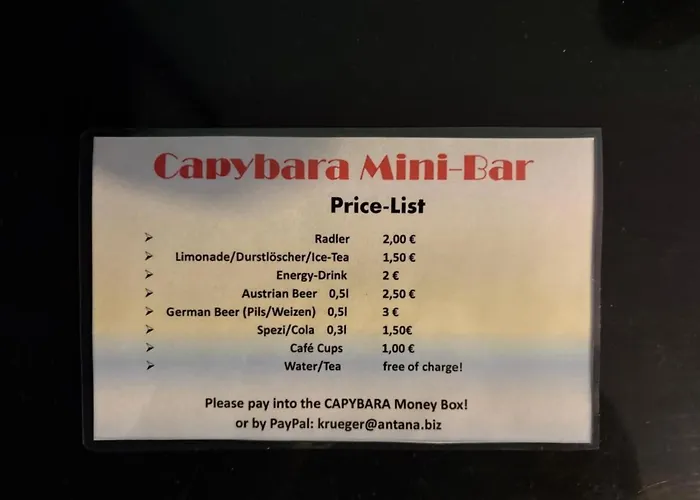 Capybara Mini-Bar
Price-List
➢ Radler 2,00 €
➢ Limonade/Durstlöscher/Ice-Tea 1,50 €
➢ Energy-Drink 2 €
➢ Austrian Beer 0,5l 2,50 €
➢ German Beer (Pils/Weizen) 0,5l 3 €
➢ Spezi/Cola 0,3l 1,50€
➢ Café Cups 1,00 €
➢ Water/Tea free of charge!
Please pay into the CAPYBARA Money Box!
or by PayPal: krueger@antana.biz